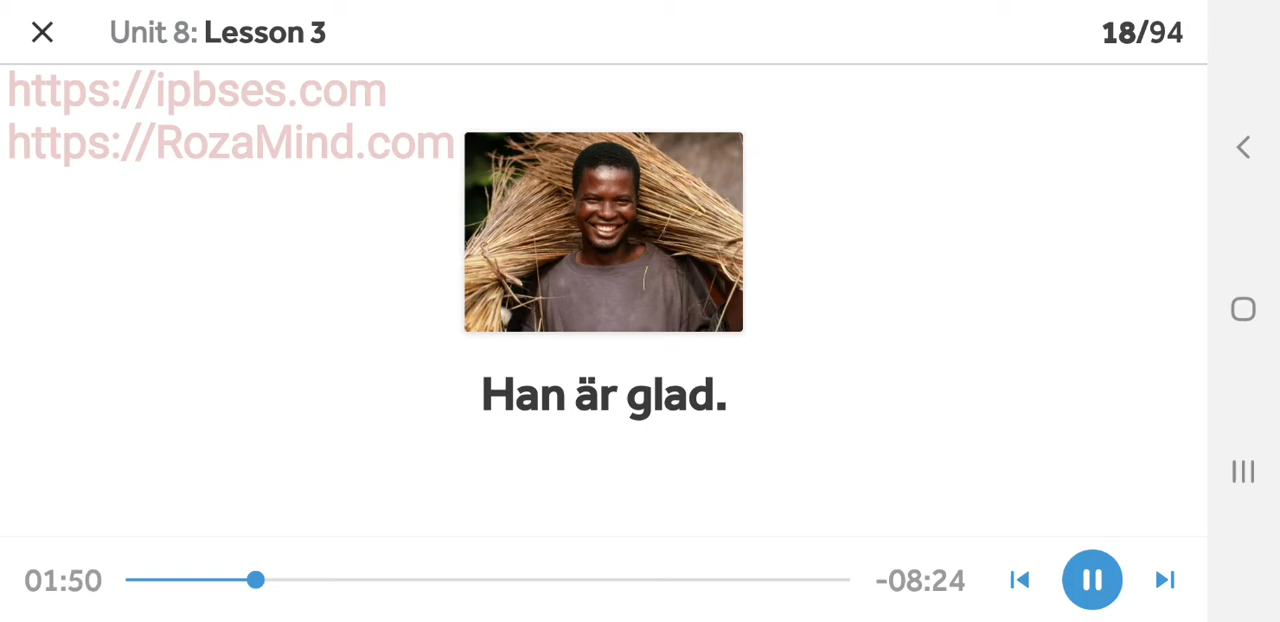 Unit 8: Lesson 3
18/94
https://ipbses.com
https://RozaMind.com
Han är glad.
01:50
-08:24